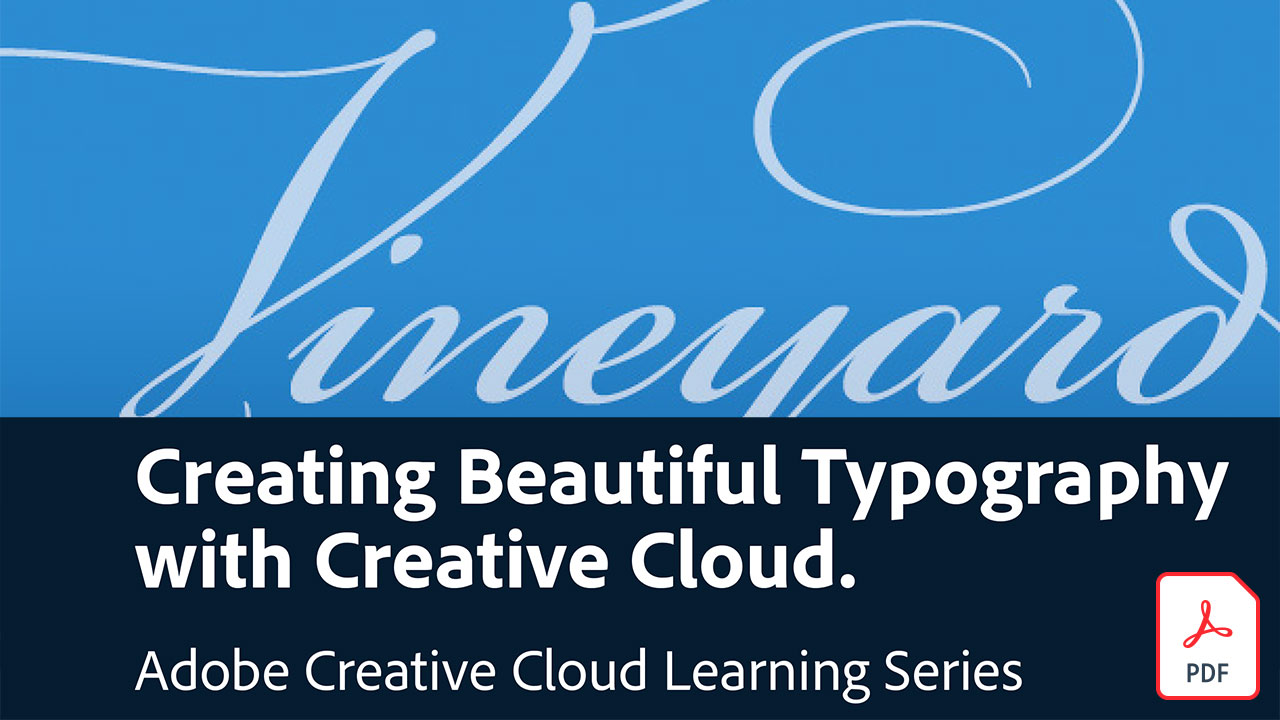 Vineyard
Creating Beautiful Typography
with Creative Cloud.
Adobe Creative Cloud Learning Series
PDF